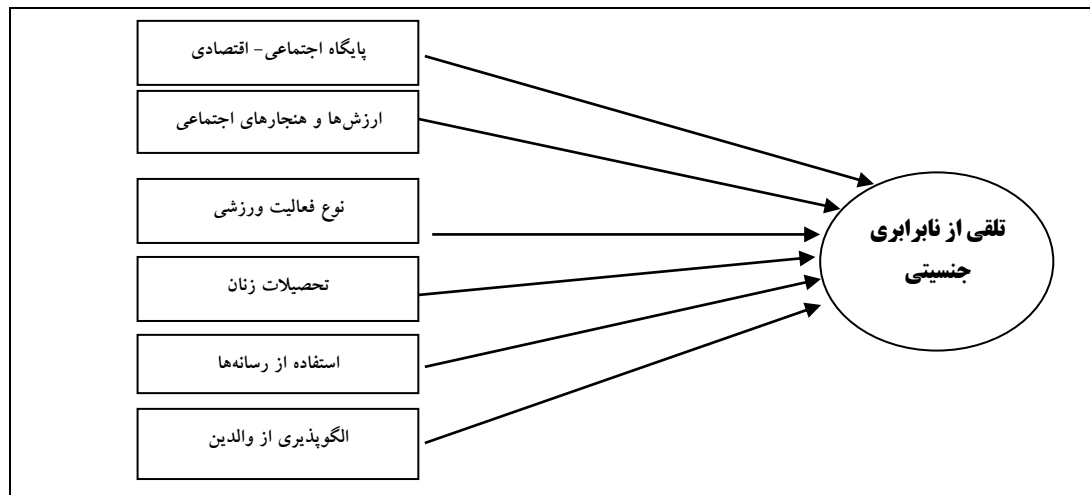 پایگاه اجتماعی- اقتصادی
ارزش‌ها و هنجارهای اجتماعی
نوع فعالیت ورزشی
تحصیلات زنان
استفاده از رسانه‌ها
الگوپذیری از والدین
تلقی از نابرابری
جنسیتی